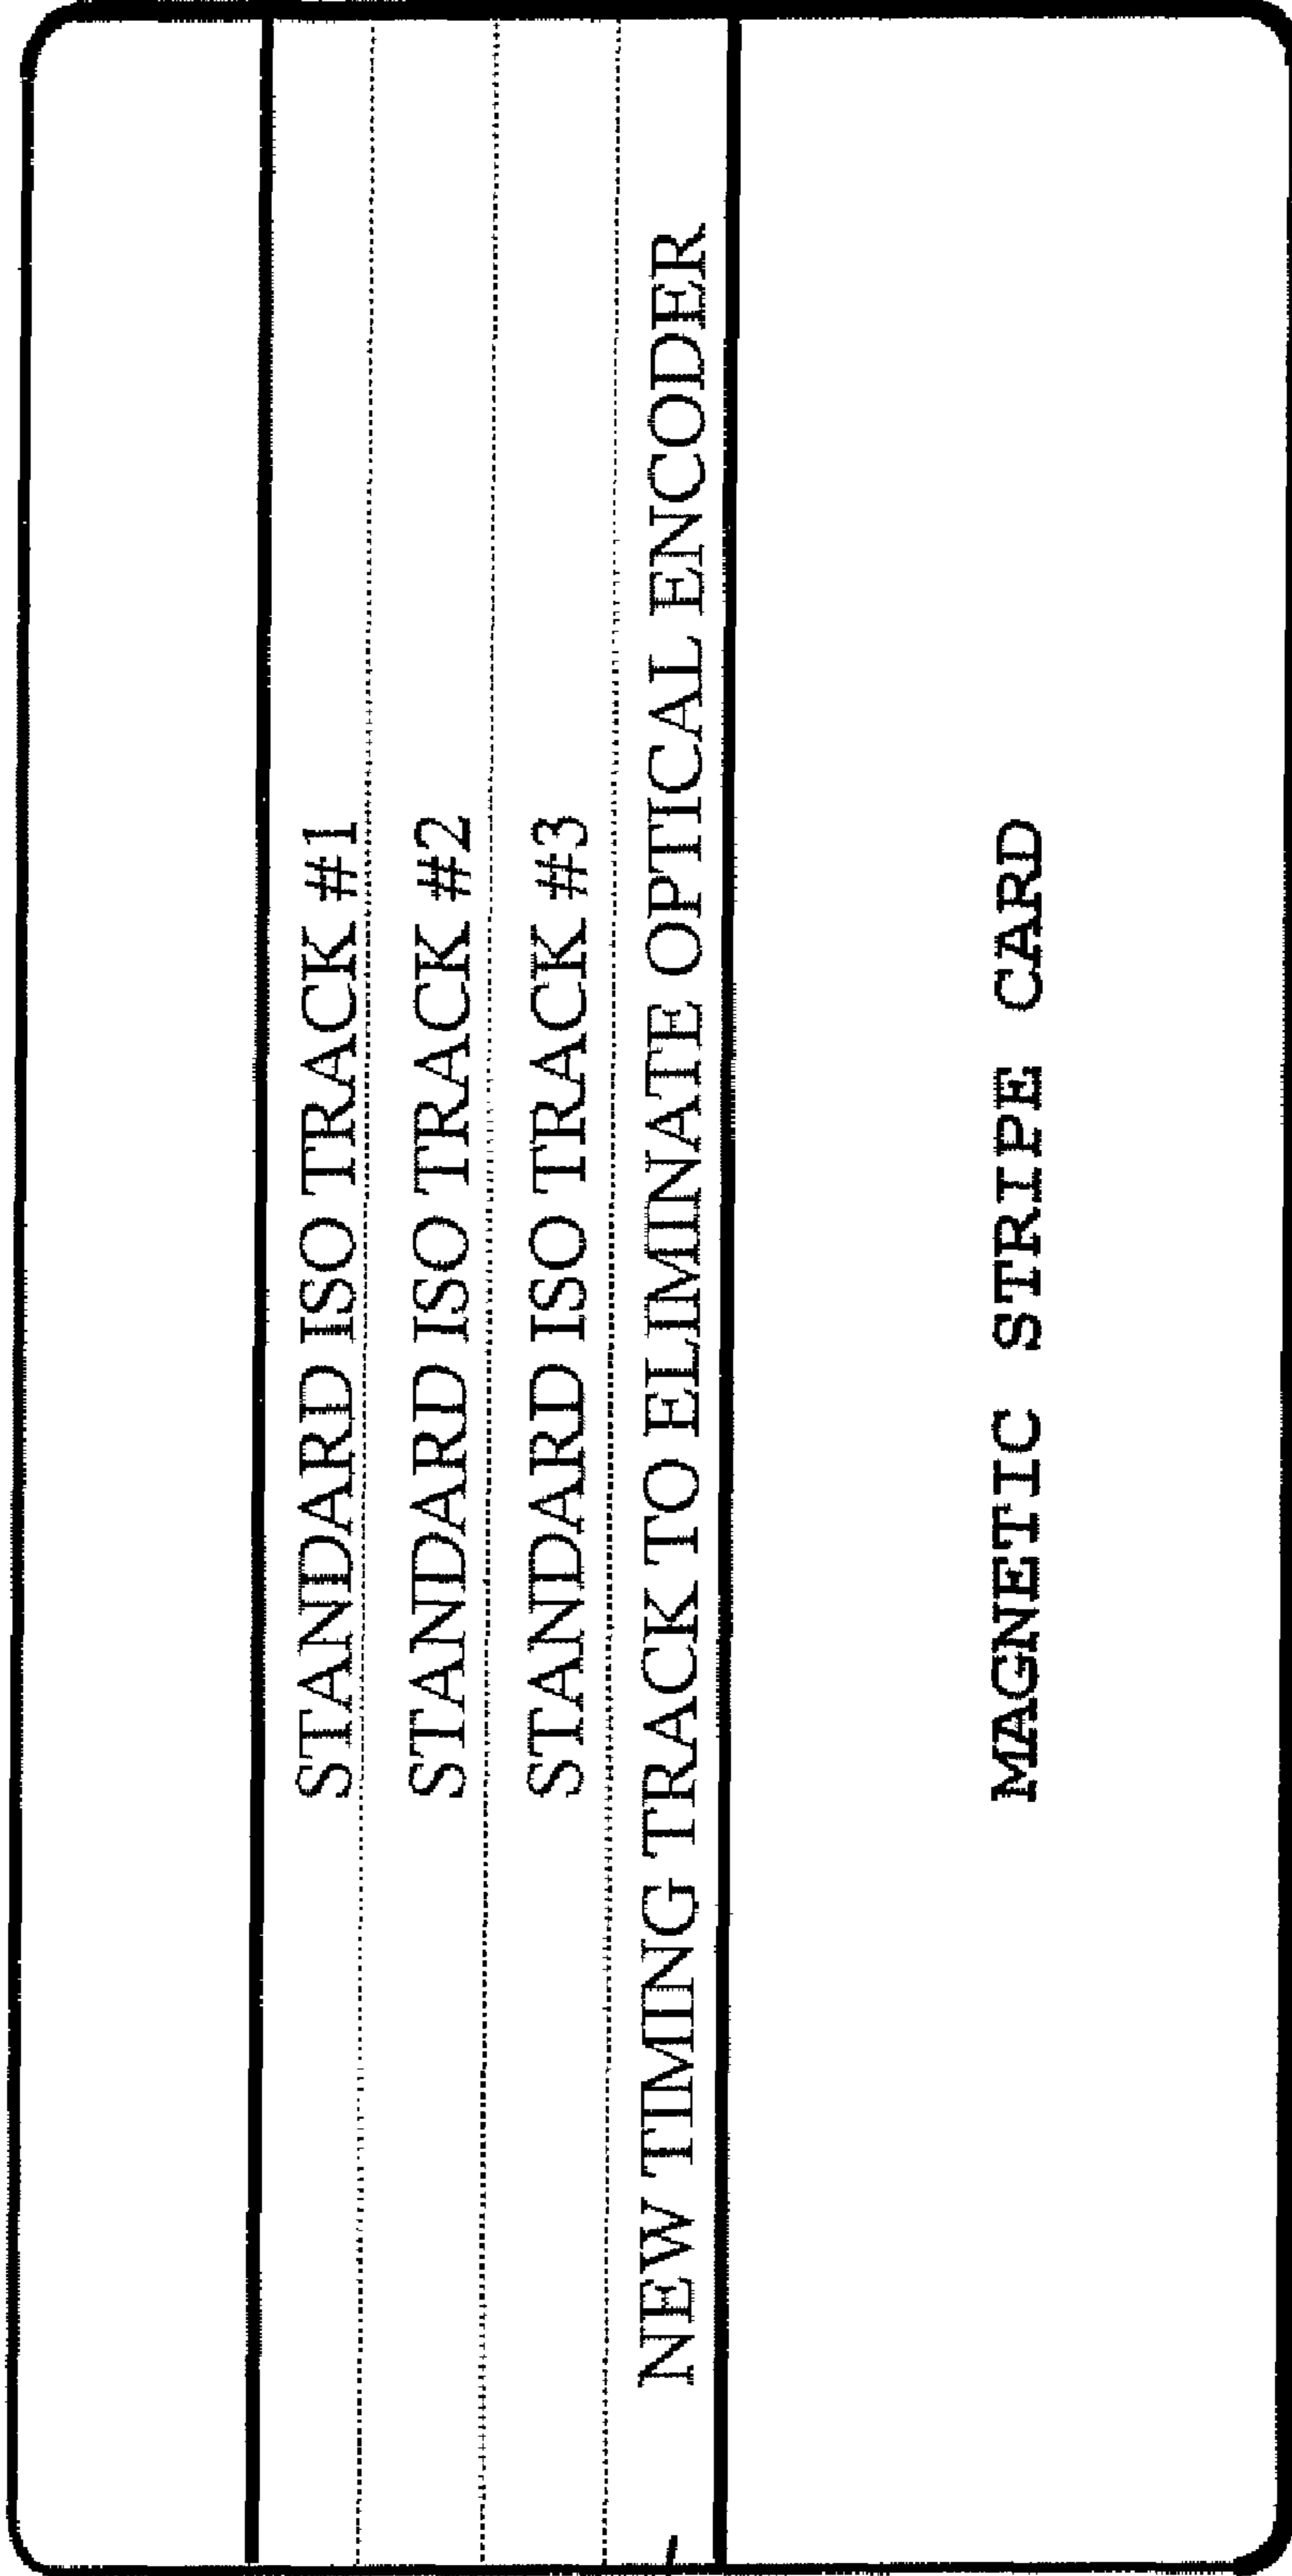 STANDARD ISO TRACK #1
STANDARD ISO TRACK #2
STANDARD ISO TRACK #3
NEW TIMING TRACK TO ELIMINATE OPTICAL ENCODER
MAGNETIC STRIPE CARD